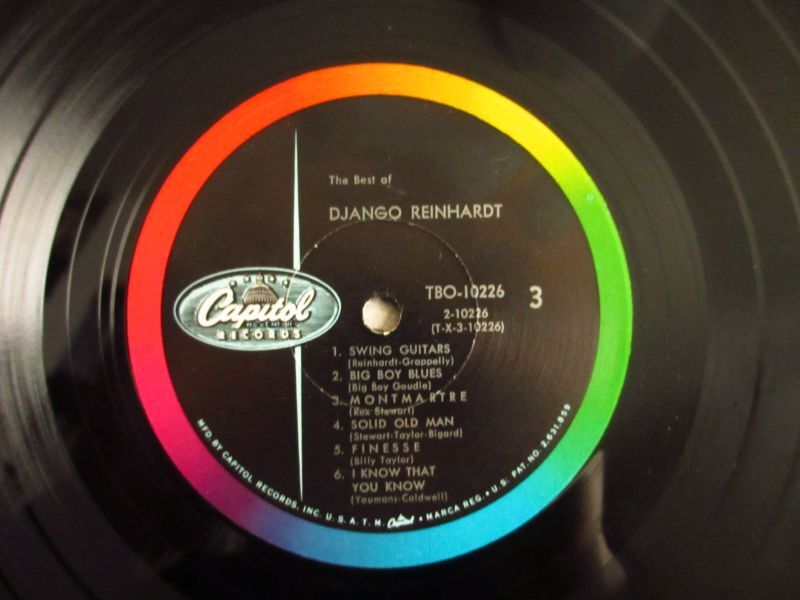 The Best of
DJANGO REINHARDT
TBO-10226 3
2-10226
(T-X-3-10226)
Capitol
RECORDS
1. SWING GUITARS
(Reinhardt-Grappelly)
2. BIG BOY BLUES
(Big Boy Goudie)
3. MONTMARTRE
(Rex Stewart)
4. SOLID OLD MAN
(Stewart-Taylor-Bigard)
5. FINESSE
(Billy Taylor)
6. I KNOW THAT
YOU KNOW
(Youmans-Caldwell)
MFD BY CAPITOL RECORDS, INC. U. S. A. T. M. Capitol • MARCA REG. • U. S. PAT. NO. 2,631,859